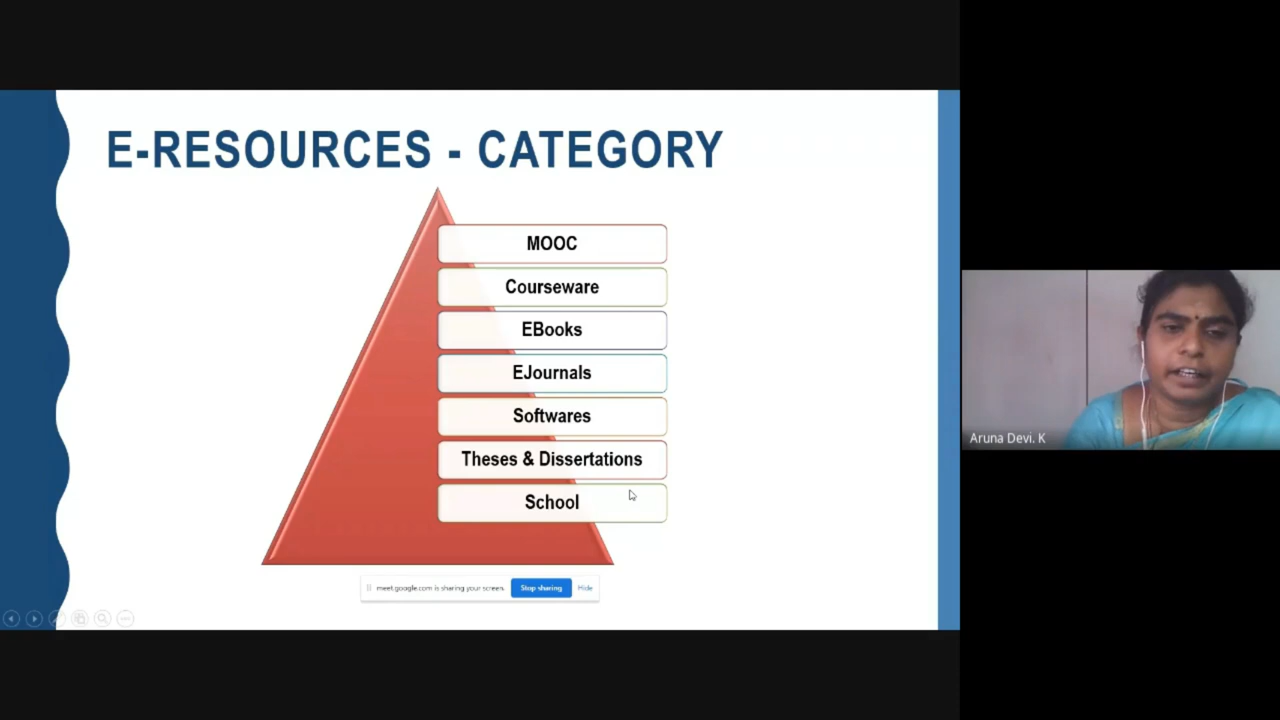 E-RESOURCES - CATEGORY
MOOC
Courseware
EBooks
EJournals
Softwares
Theses & Dissertations
School
meet.google.com is sharing your screen.
Stop sharing
Hide
Aruna Devi. K